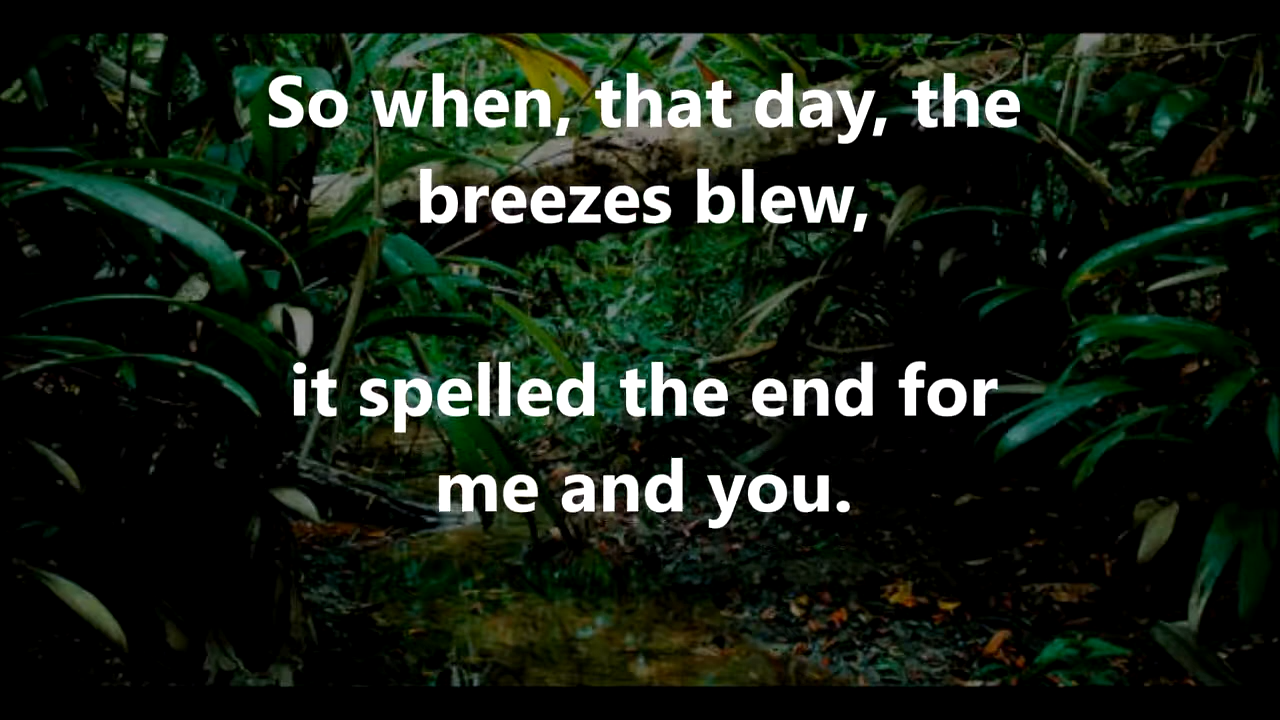 So when, that day, the
breezes blew,
it spelled the end for
me and you.